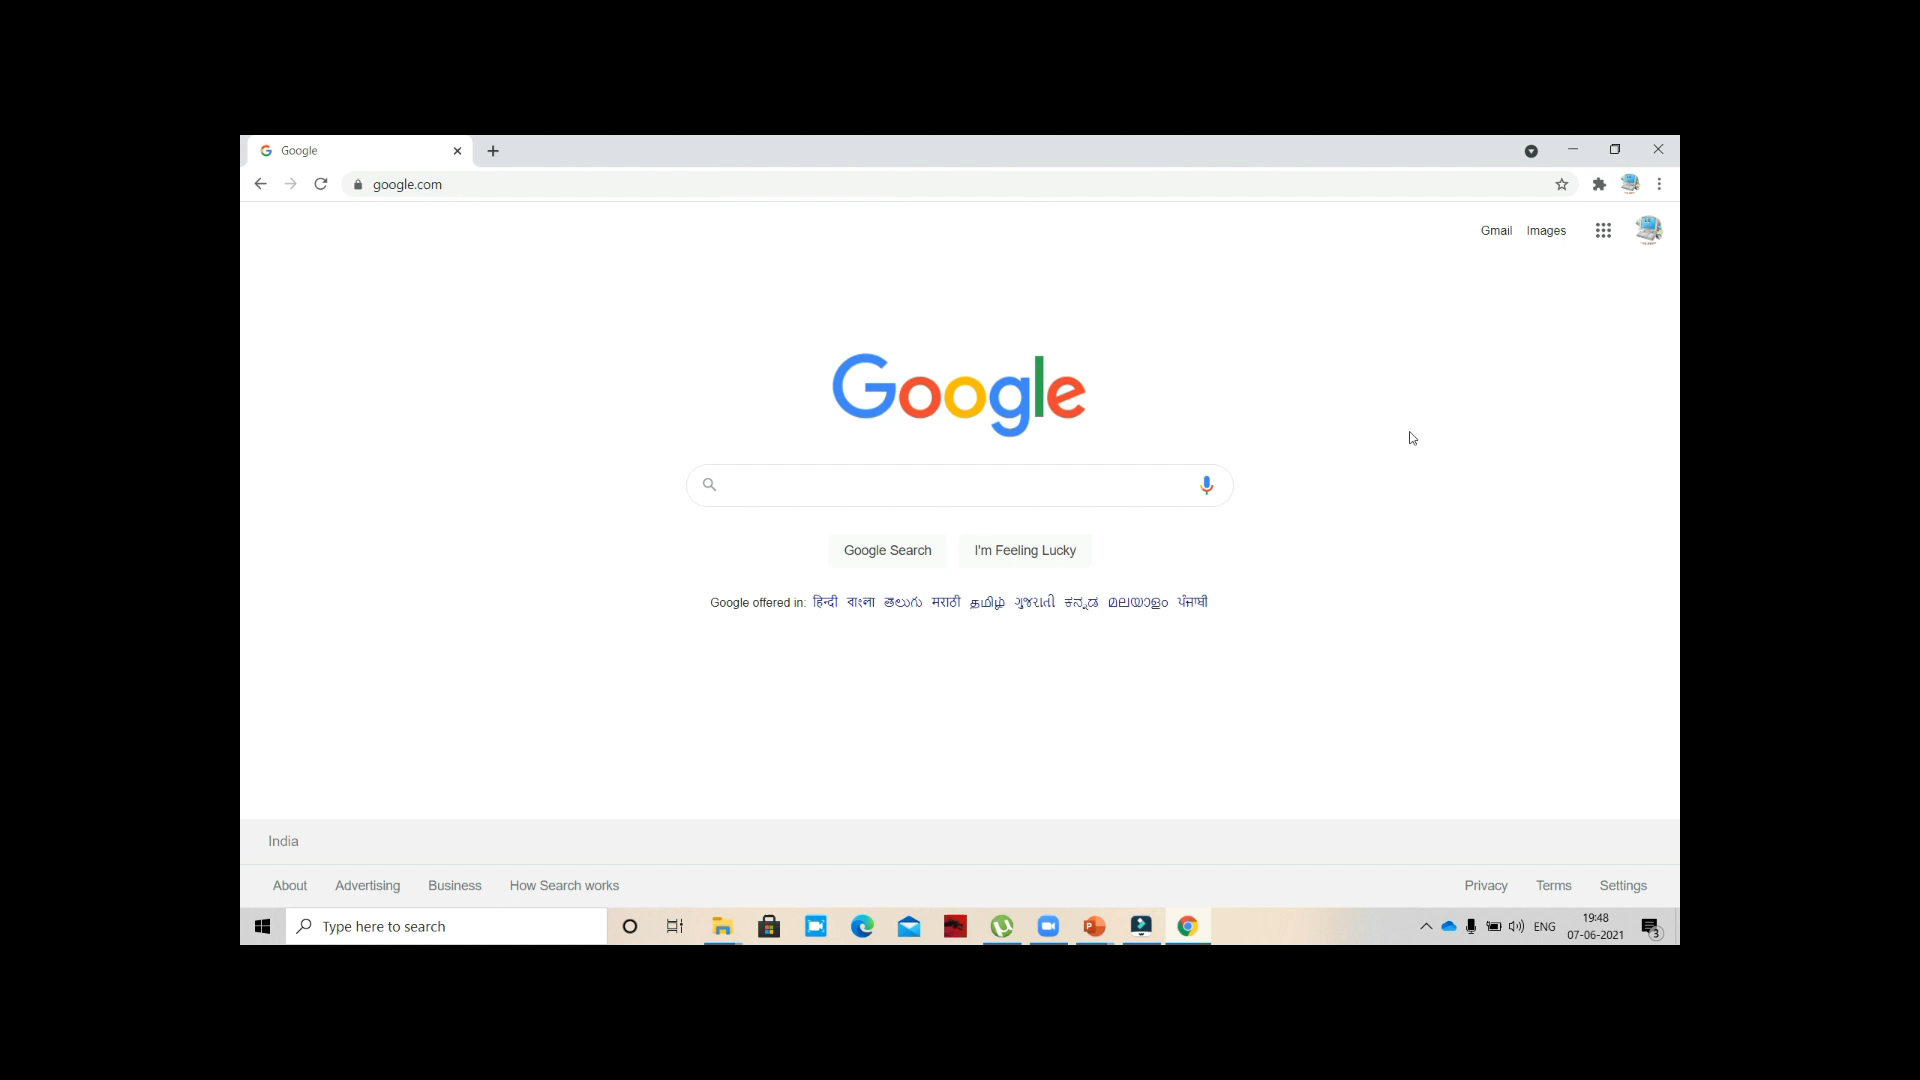 Google
google.com
Gmail Images
Google
Google Search I'm Feeling Lucky
Google offered in: हिन्दी বাংলা తెలుగు मराठी தமிழ் ગુજરાતી ಕನ್ನಡ മലയാളം ਪੰਜਾਬੀ
India
About Advertising Business How Search works Privacy Terms Settings
Type here to search
ENG
19:48
07-06-2021
3